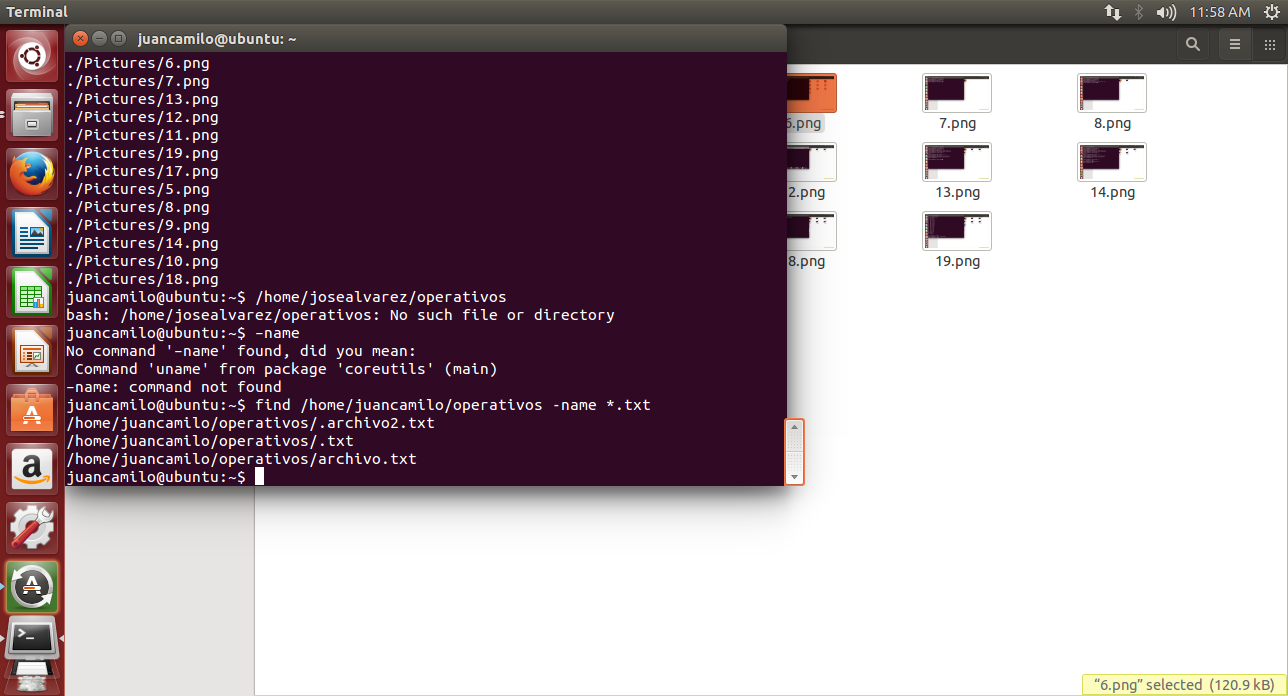 Terminal
11:58 AM
juancamilo@ubuntu: ~
./Pictures/6.png
./Pictures/7.png
./Pictures/13.png
./Pictures/12.png
./Pictures/11.png
./Pictures/19.png
./Pictures/17.png
./Pictures/5.png
./Pictures/8.png
./Pictures/9.png
./Pictures/14.png
./Pictures/10.png
./Pictures/18.png
juancamilo@ubuntu:~$ /home/josealvarez/operativos
bash: /home/josealvarez/operativos: No such file or directory
juancamilo@ubuntu:~$ –name
No command '–name' found, did you mean:
Command 'uname' from package 'coreutils' (main)
–name: command not found
juancamilo@ubuntu:~$ find /home/juancamilo/operativos -name *.txt
/home/juancamilo/operativos/.archivo2.txt
/home/juancamilo/operativos/.txt
/home/juancamilo/operativos/archivo.txt
juancamilo@ubuntu:~$
6.png
7.png
8.png
2.png
13.png
14.png
8.png
19.png
“6.png” selected (120.9 kB)